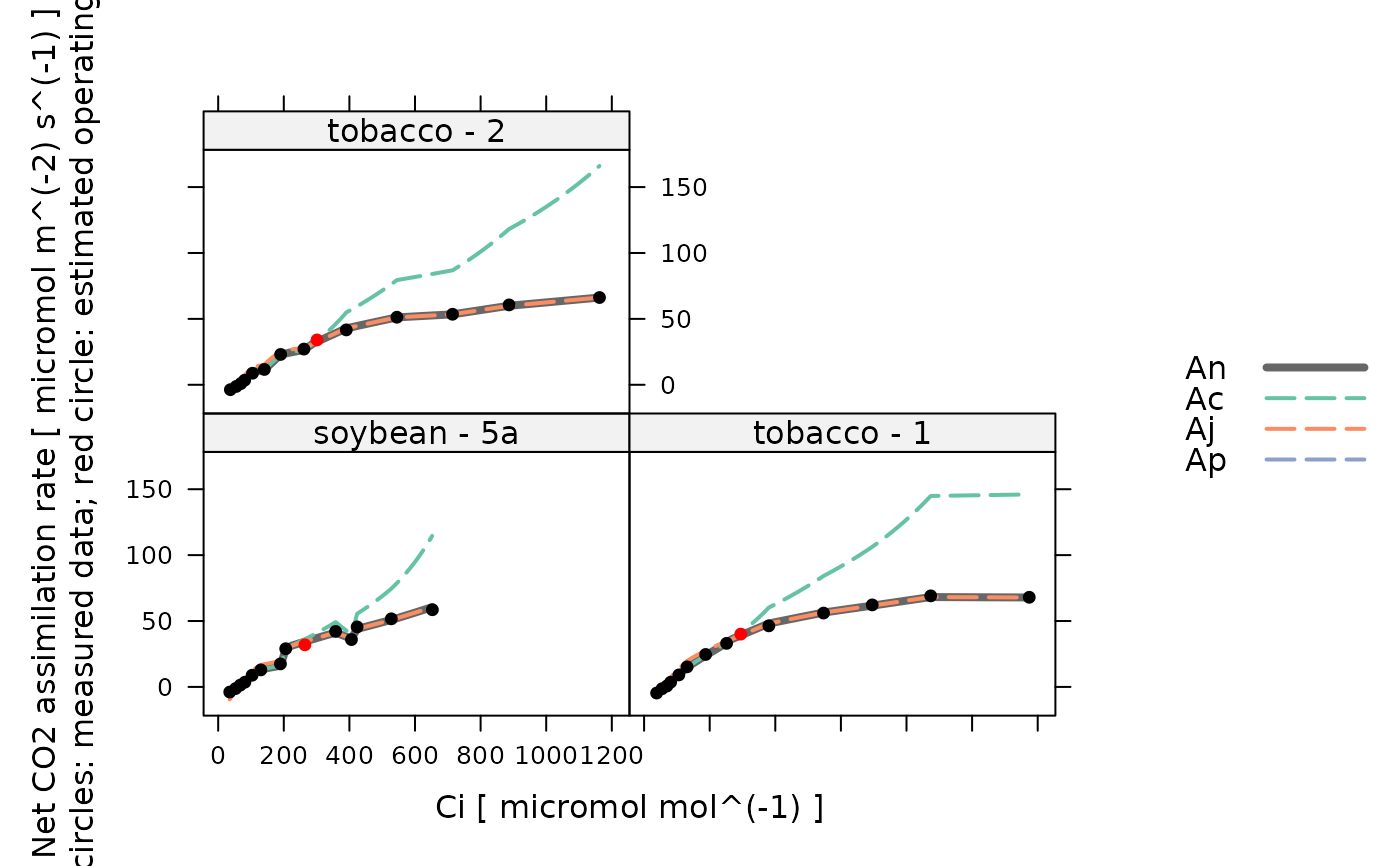 Net CO2 assimilation rate [ micromol m^(-2) s^(-1) ]
circles: measured data; red circle: estimated operating
tobacco - 2
150
100
50
0
soybean - 5a
tobacco - 1
150
100
50
0
0 200 400 600 800 1000 1200
Ci [ micromol mol^(-1) ]
An
Ac
Aj
Ap